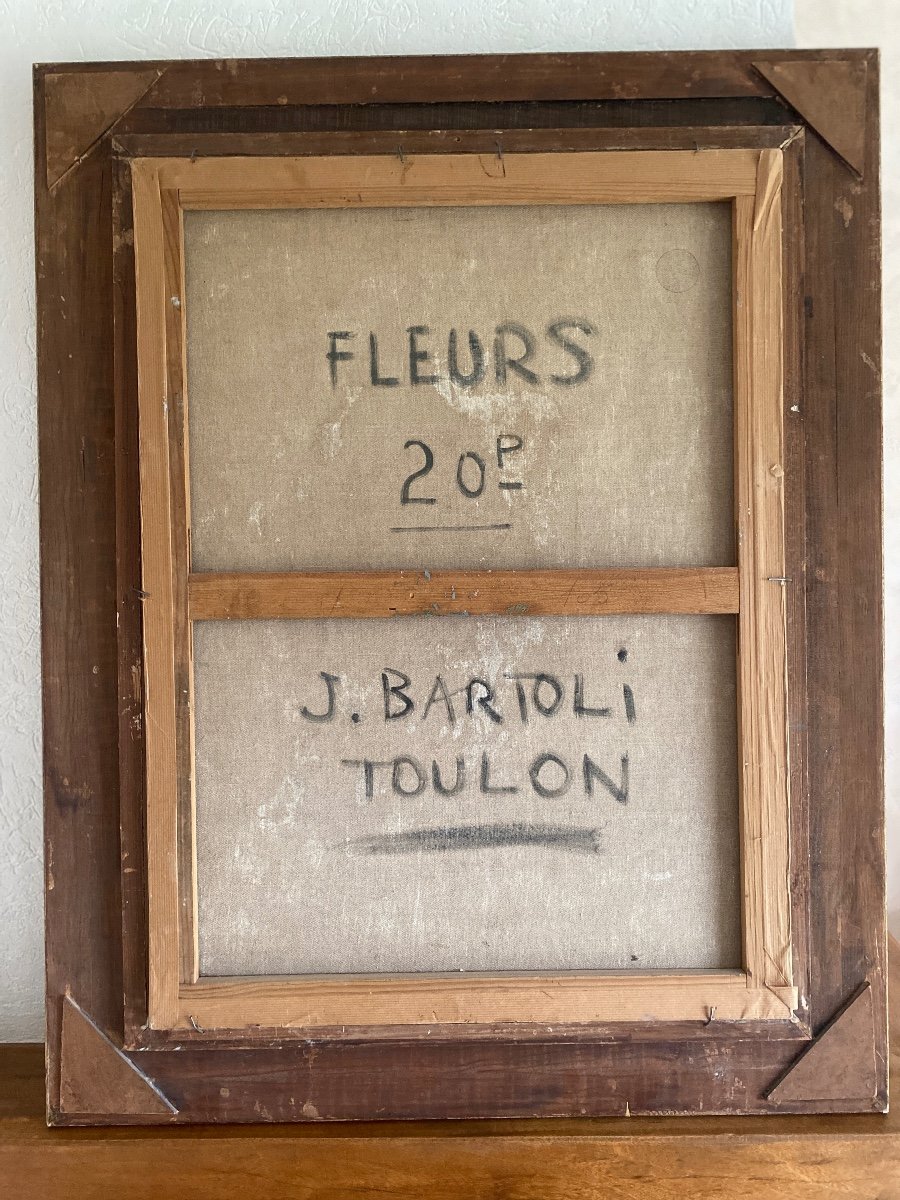 FLEURS
20P
J. BARTOLi
TOULON